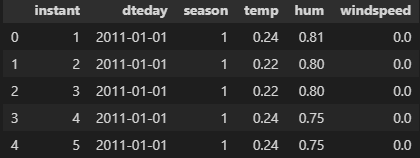 instant dteday season temp hum windspeed
0 1 2011-01-01 1 0.24 0.81 0.0
1 2 2011-01-01 1 0.22 0.80 0.0
2 3 2011-01-01 1 0.22 0.80 0.0
3 4 2011-01-01 1 0.24 0.75 0.0
4 5 2011-01-01 1 0.24 0.75 0.0